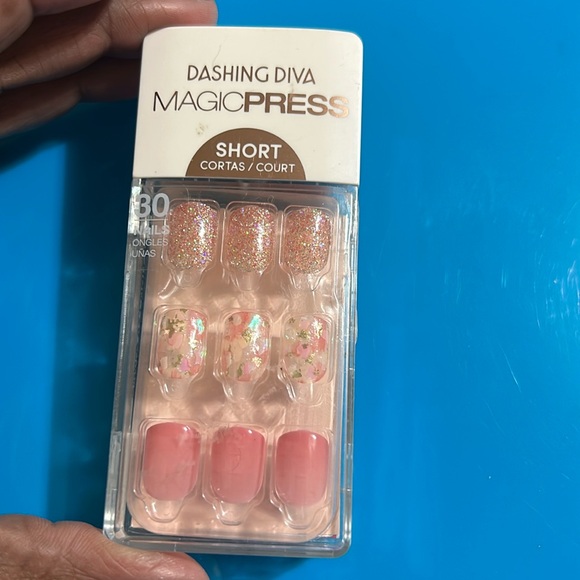 DASHING DIVA
MAGICPRESS
SHORT
CORTAS / COURT
30
NAILS
ONGLES
UÑAS